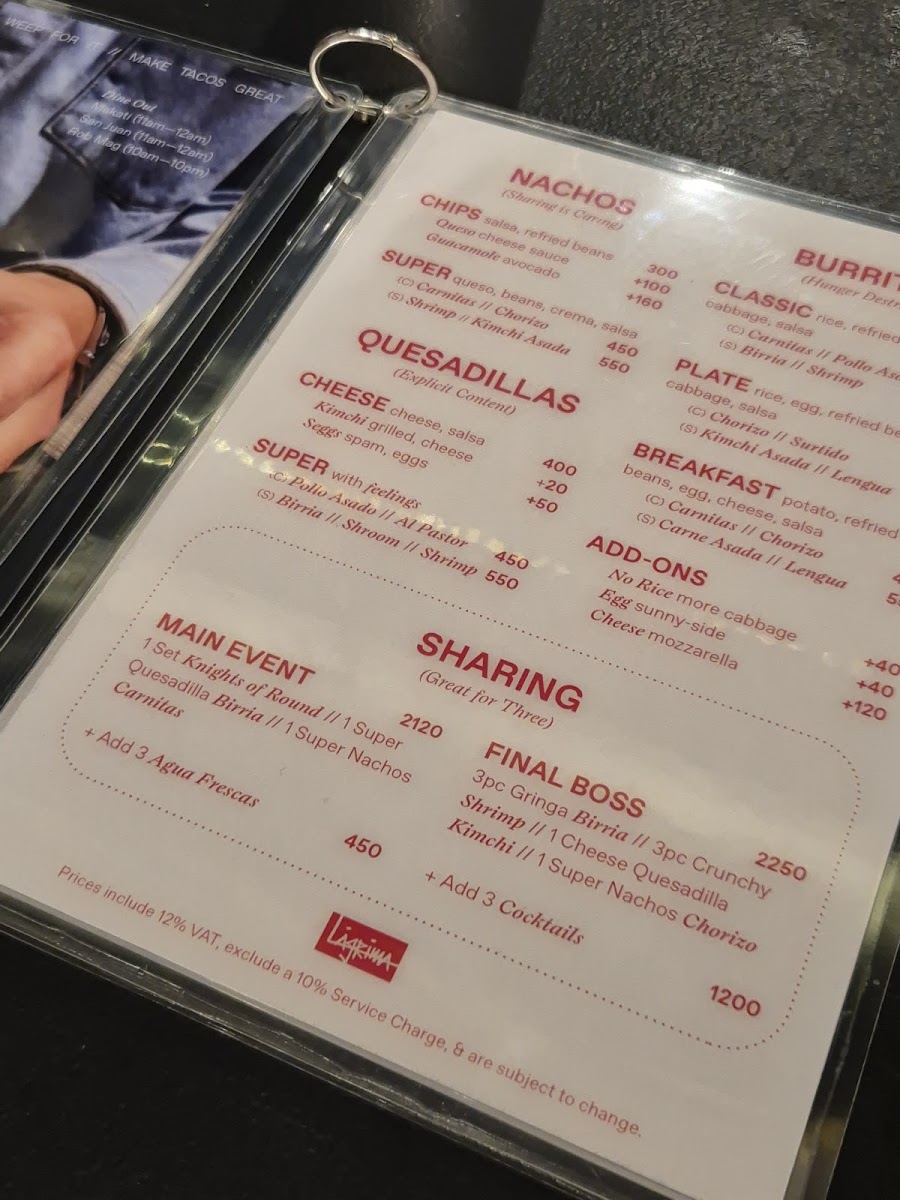 WEEP FOR IT // MAKE TACOS GREAT
Dine Out
Makati (11am—12am)
San Juan (11am—12am)
Rob Mag (10am—10pm)
NACHOS
(Sharing is Caring)
CHIPS salsa, refried beans 300
Queso cheese sauce +100
Guacamole avocado +160
SUPER queso, beans, crema, salsa
(C) Carnitas // Chorizo 450
(S) Shrimp // Kimchi Asada 550
QUESADILLAS
(Explicit Content)
CHEESE cheese, salsa 400
Kimchi grilled, cheese +20
Seggs spam, eggs +50
SUPER with feelings
(C) Pollo Asado // Al Pastor 450
(S) Birria // Shroom // Shrimp 550
BURRIT
(Hunger Destr
CLASSIC rice, refried
cabbage, salsa
(C) Carnitas // Pollo Asa
(S) Birria // Shrimp
PLATE rice, egg, refried be
cabbage, salsa
(C) Chorizo // Surtido
(S) Kimchi Asada // Lengua
BREAKFAST potato, refried
beans, egg, cheese, salsa
(C) Carnitas // Chorizo 4
(S) Carne Asada // Lengua 5
ADD-ONS
No Rice more cabbage +40
Egg sunny-side +40
Cheese mozzarella +120
SHARING
(Great for Three)
MAIN EVENT 2120
1 Set Knights of Round // 1 Super
Quesadilla Birria // 1 Super Nachos
Carnitas
+ Add 3 Agua Frescas 450
FINAL BOSS 2250
3pc Gringa Birria // 3pc Crunchy
Shrimp // 1 Cheese Quesadilla
Kimchi // 1 Super Nachos Chorizo
+ Add 3 Cocktails 1200
Lágrima
Prices include 12% VAT, exclude a 10% Service Charge, & are subject to change.